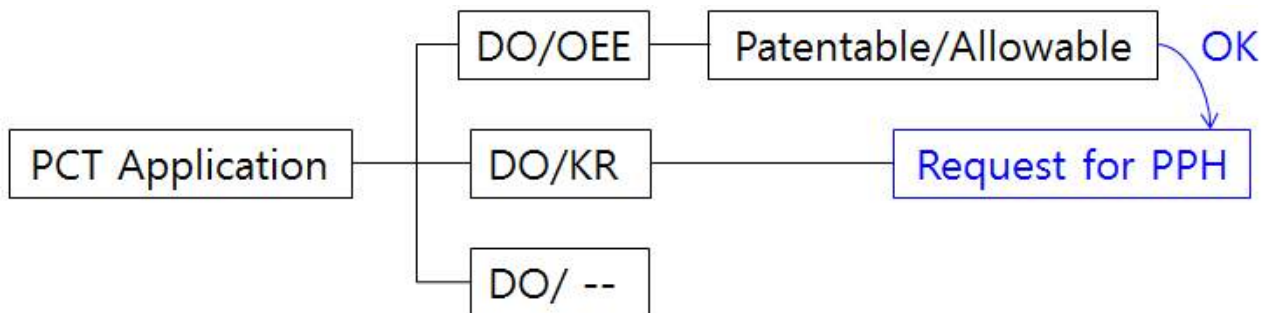 DO/OEE
Patentable/Allowable
OK
PCT Application
DO/KR
Request for PPH
DO/ --